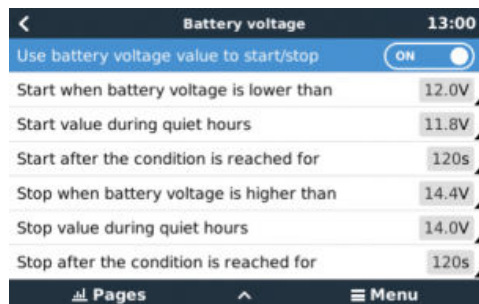 Battery voltage 13:00
Use battery voltage value to start/stop ON
Start when battery voltage is lower than 12.0V
Start value during quiet hours 11.8V
Start after the condition is reached for 120s
Stop when battery voltage is higher than 14.4V
Stop value during quiet hours 14.0V
Stop after the condition is reached for 120s
Pages Menu